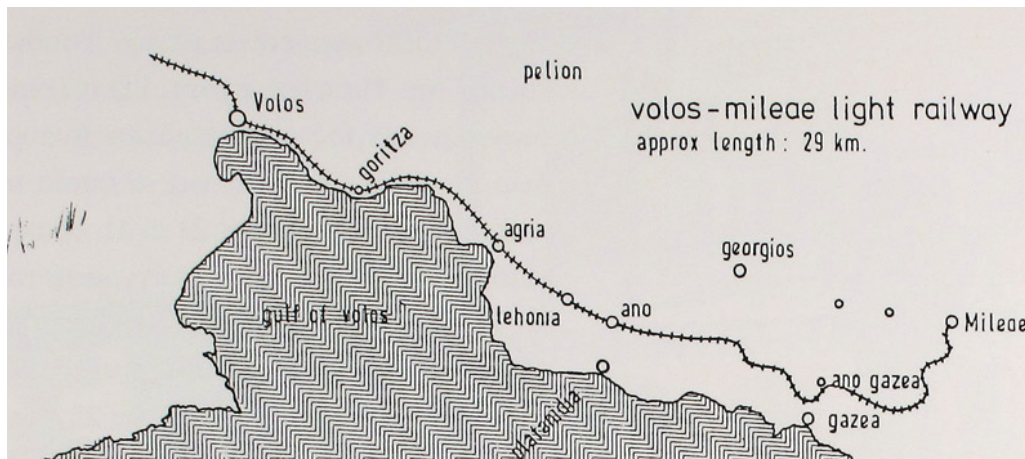 pelion
volos-mileae light railway
approx length: 29 km.
Volos
goritza
agria
georgios
gulf of volos
lehonia
ano
Mileae
ano gazea
gazea
platanidia